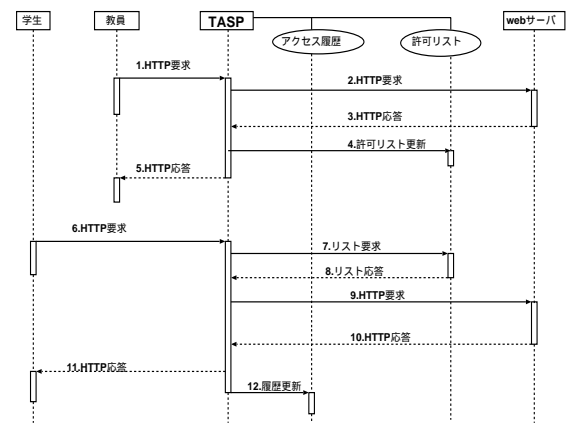 学生
教員
TASP
アクセス履歴
許可リスト
webサーバ
1.HTTP要求
2.HTTP要求
3.HTTP応答
4.許可リスト更新
5.HTTP応答
6.HTTP要求
7.リスト要求
8.リスト応答
9.HTTP要求
10.HTTP応答
11.HTTP応答
12.履歴更新